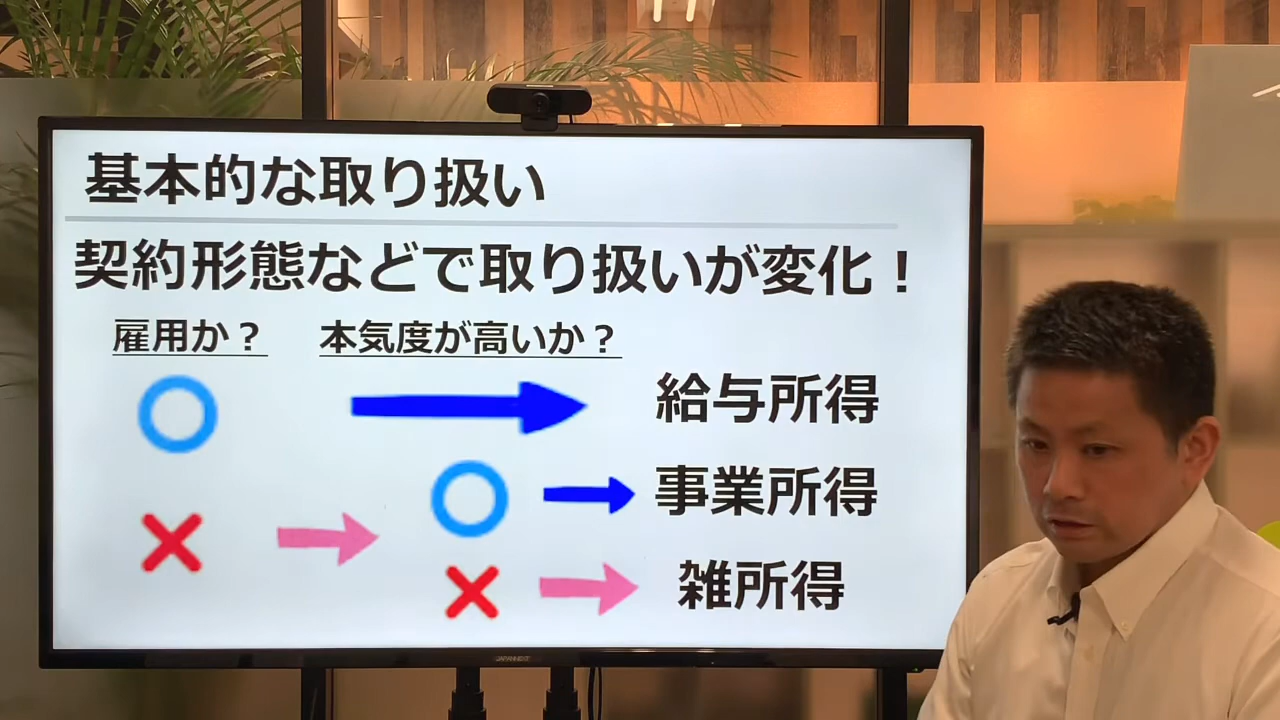 基本的な取り扱い
契約形態などで取り扱いが変化！
雇用か？ 本気度が高いか？
給与所得
事業所得
雑所得
JAPANNEXT